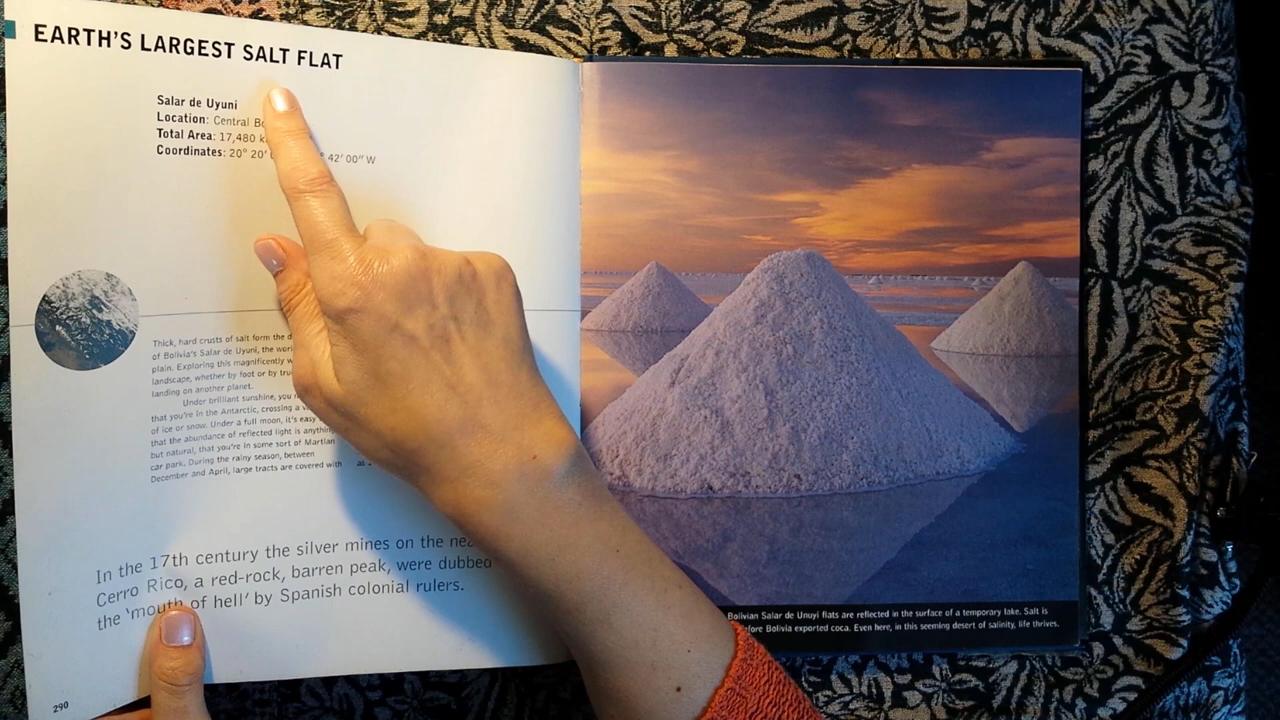 EARTH'S LARGEST SALT FLAT
Salar de Uyuni
Location: Central
Total Area: 17,480
Coordinates: 20° 20' 42' 00" W
Thick, hard crusts of salt form the
of Bolivia's Salar de Uyuni, the
plain. Exploring this magnificently
landscape, whether by foot or by
landing on another planet.
Under brilliant sunshine, you
that you're in the Antarctic, crossing a
of ice or snow. Under a full moon, it's easy
that the abundance of reflected light is anything
but natural, that you're in some sort of Martian
car park. During the rainy season, between
December and April, large tracts are covered with
as
In the 17th century the silver mines on the
Cerro Rico, a red-rock, barren peak, were dubbed
the 'mouth of hell' by Spanish colonial rulers.
290
Bolivian Salar de Unuyi flats are reflected in the surface of a temporary lake. Salt is
Bolivia exported coca. Even here, in this seeming desert of salinity, life thrives.